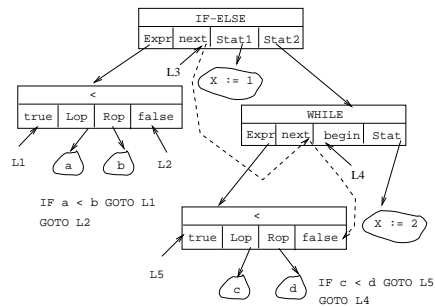 IF-ELSE
Expr next Stat1 Stat2
L3
X := 1
<
true Lop Rop false
WHILE
Expr next begin Stat
a b
L1 L2
L4
IF a < b GOTO L1
GOTO L2
<
true Lop Rop false
X := 2
L5
c d
IF c < d GOTO L5
GOTO L4